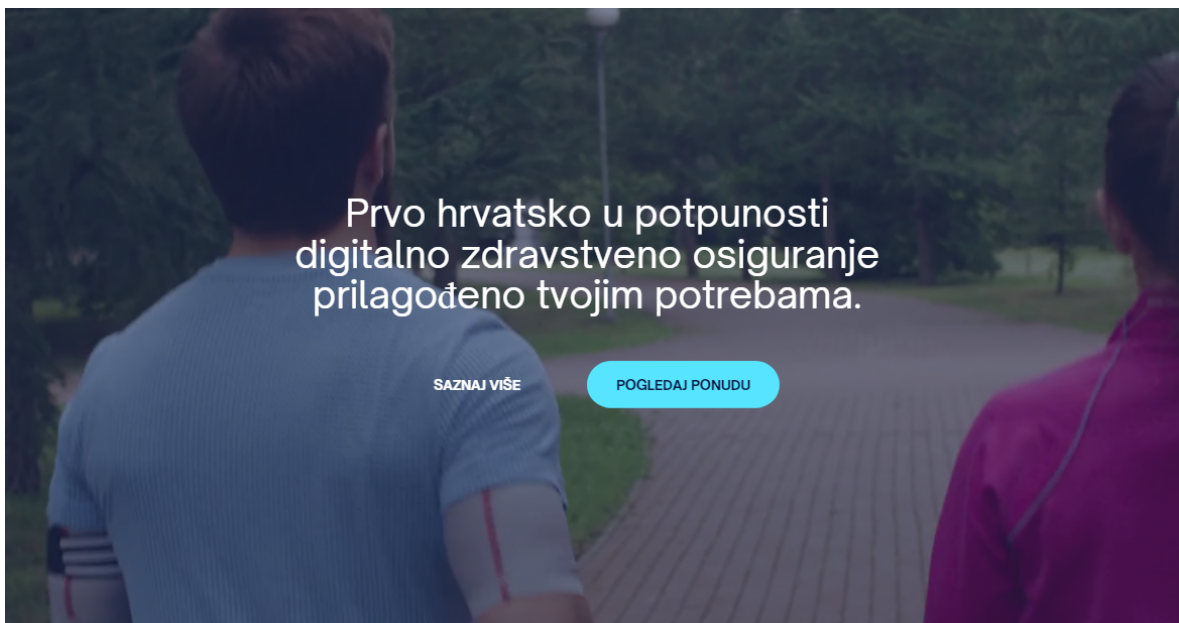 Prvo hrvatsko u potpunosti
digitalno zdravstveno osiguranje
prilagođeno tvojim potrebama.
SAZNAJ VIŠE POGLEDAJ PONUDU